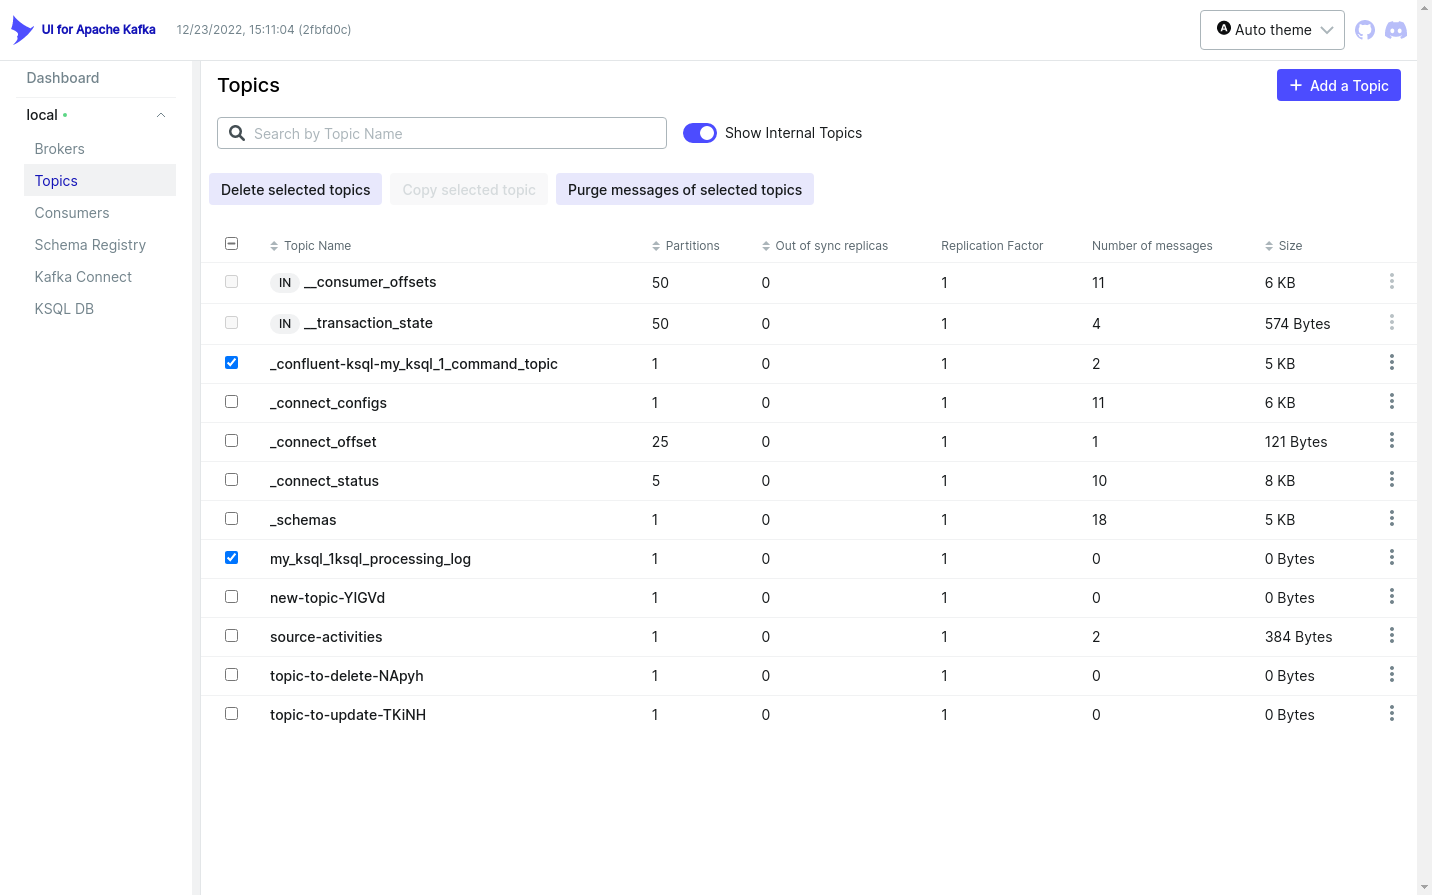 UI for Apache Kafka 12/23/2022, 15:11:04 (2fbfd0c) Auto theme
Dashboard
local
Brokers
Topics
Consumers
Schema Registry
Kafka Connect
KSQL DB
Topics
Add a Topic
Search by Topic Name Show Internal Topics
Delete selected topics Copy selected topic Purge messages of selected topics
Topic Name Partitions Out of sync replicas Replication Factor Number of messages Size
IN __consumer_offsets 50 0 1 11 6 KB
IN __transaction_state 50 0 1 4 574 Bytes
_confluent-ksql-my_ksql_1_command_topic 1 0 1 2 5 KB
_connect_configs 1 0 1 11 6 KB
_connect_offset 25 0 1 1 121 Bytes
_connect_status 5 0 1 10 8 KB
_schemas 1 0 1 18 5 KB
my_ksql_1ksql_processing_log 1 0 1 0 0 Bytes
new-topic-YIGVd 1 0 1 0 0 Bytes
source-activities 1 0 1 2 384 Bytes
topic-to-delete-NApyh 1 0 1 0 0 Bytes
topic-to-update-TKiNH 1 0 1 0 0 Bytes